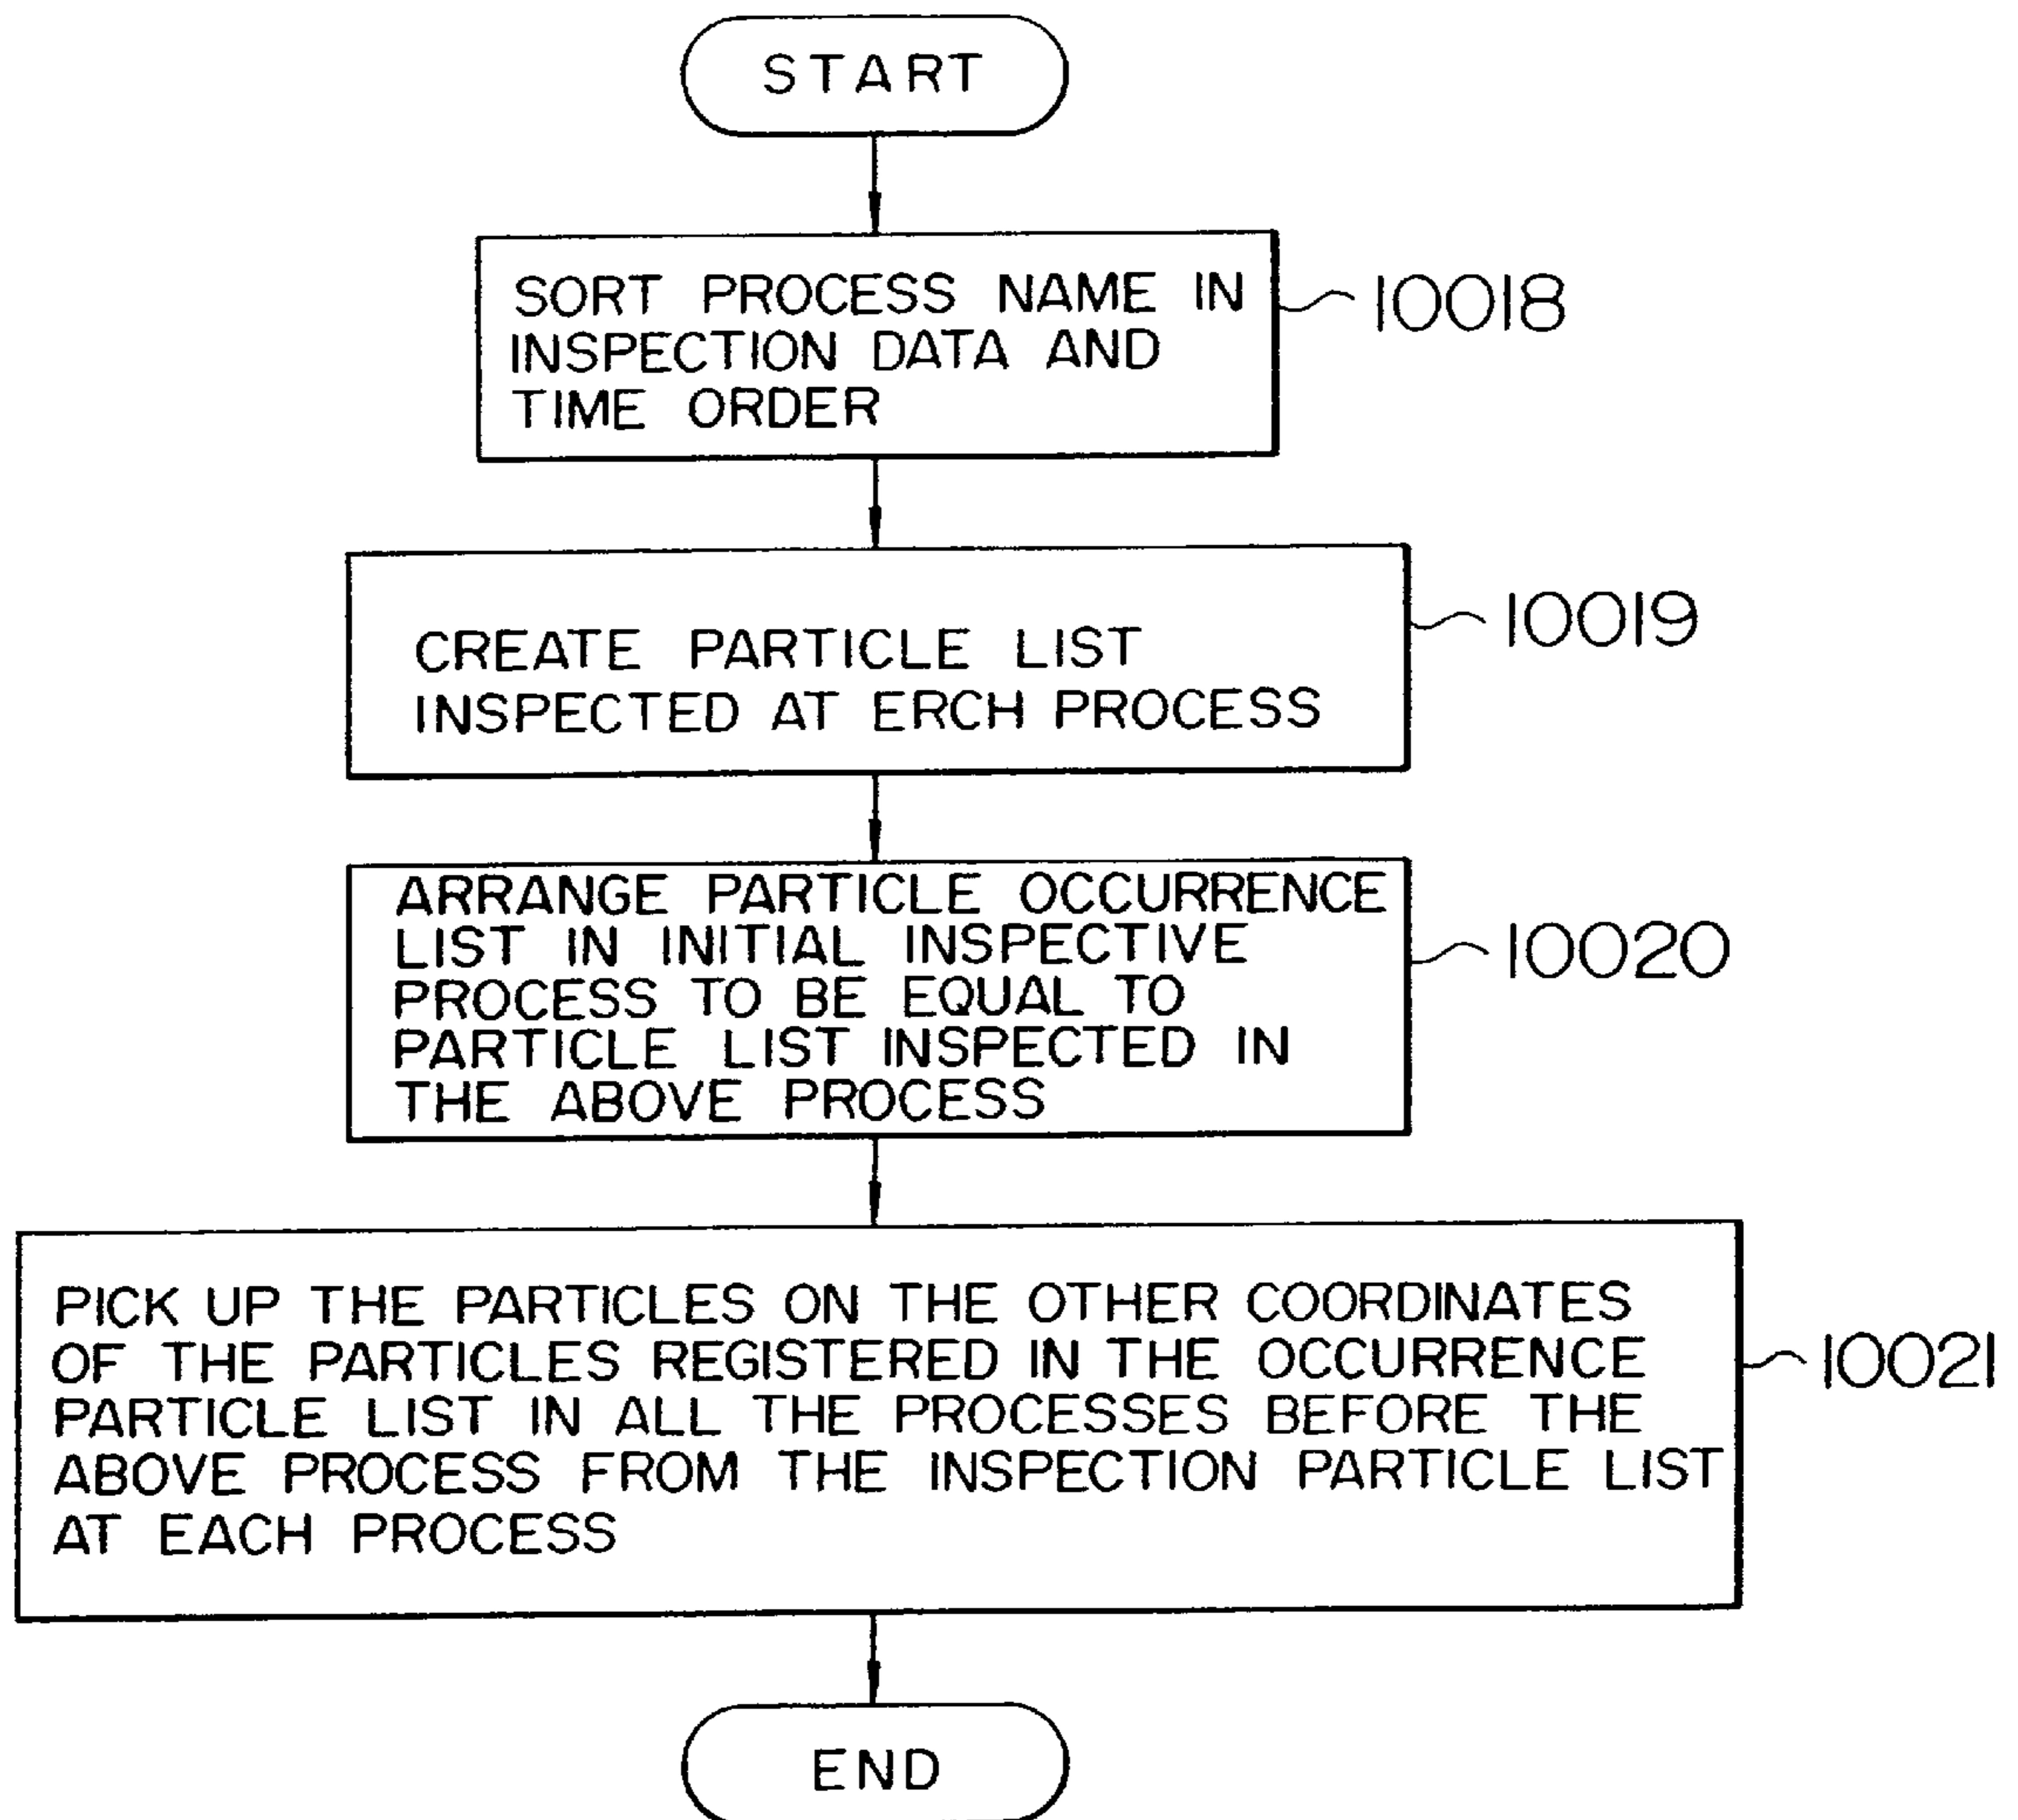 START
SORT PROCESS NAME IN
INSPECTION DATA AND
TIME ORDER
10018
CREATE PARTICLE LIST
INSPECTED AT ERCH PROCESS
10019
ARRANGE PARTICLE OCCURRENCE
LIST IN INITIAL INSPECTIVE
PROCESS TO BE EQUAL TO
PARTICLE LIST INSPECTED IN
THE ABOVE PROCESS
10020
PICK UP THE PARTICLES ON THE OTHER COORDINATES
OF THE PARTICLES REGISTERED IN THE OCCURRENCE
PARTICLE LIST IN ALL THE PROCESSES BEFORE THE
ABOVE PROCESS FROM THE INSPECTION PARTICLE LIST
AT EACH PROCESS
10021
END